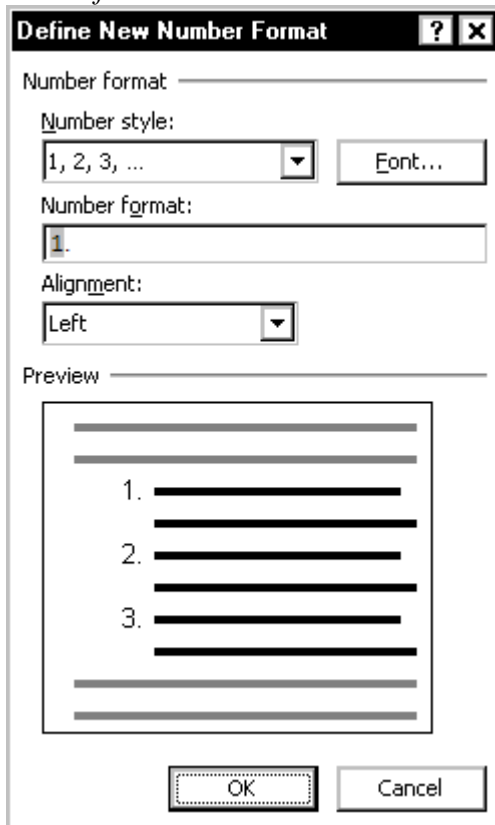 Define New Number Format
Number format
Number style:
1, 2, 3, ...
Font...
Number format:
1.
Alignment:
Left
Preview
1.
2.
3.
OK
Cancel